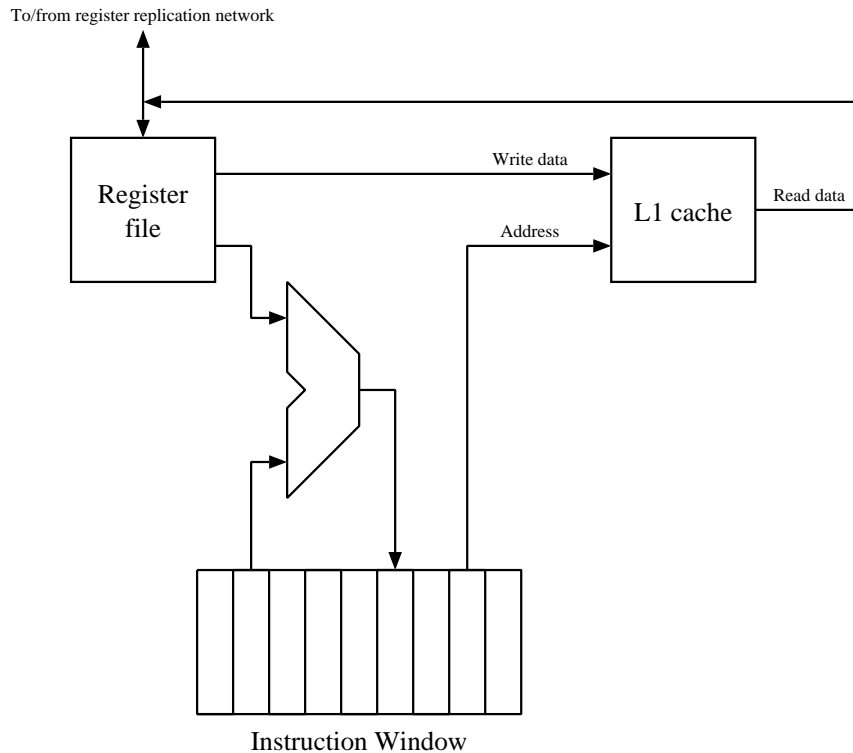 To/from register replication network
Write data
Register
file
L1 cache
Read data
Address
Instruction Window